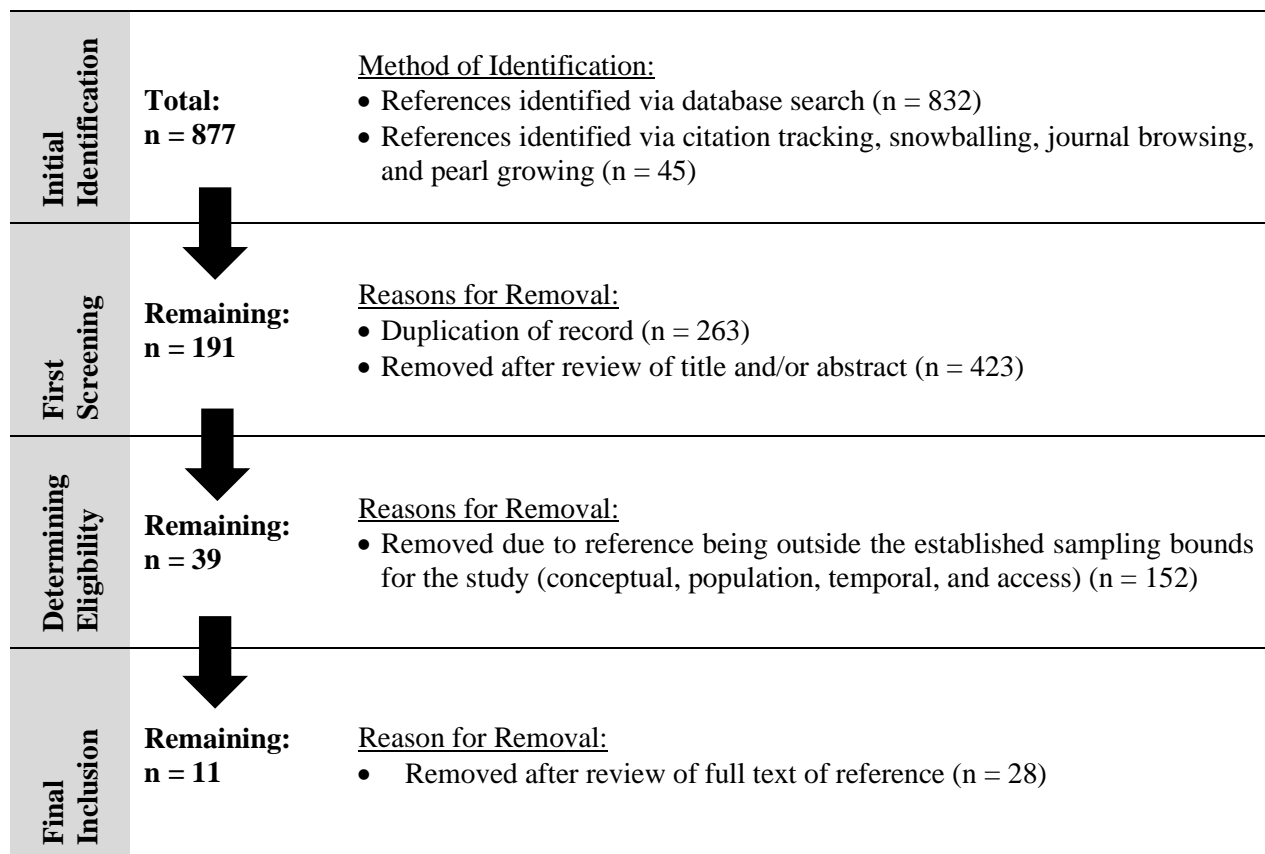 Initial
Identification
Total:
n = 877
Method of Identification:
• References identified via database search (n = 832)
• References identified via citation tracking, snowballing, journal browsing,
and pearl growing (n = 45)
First
Screening
Remaining:
n = 191
Reasons for Removal:
• Duplication of record (n = 263)
• Removed after review of title and/or abstract (n = 423)
Determining
Eligibility
Remaining:
n = 39
Reasons for Removal:
• Removed due to reference being outside the established sampling bounds
for the study (conceptual, population, temporal, and access) (n = 152)
Final
Inclusion
Remaining:
n = 11
Reason for Removal:
• Removed after review of full text of reference (n = 28)